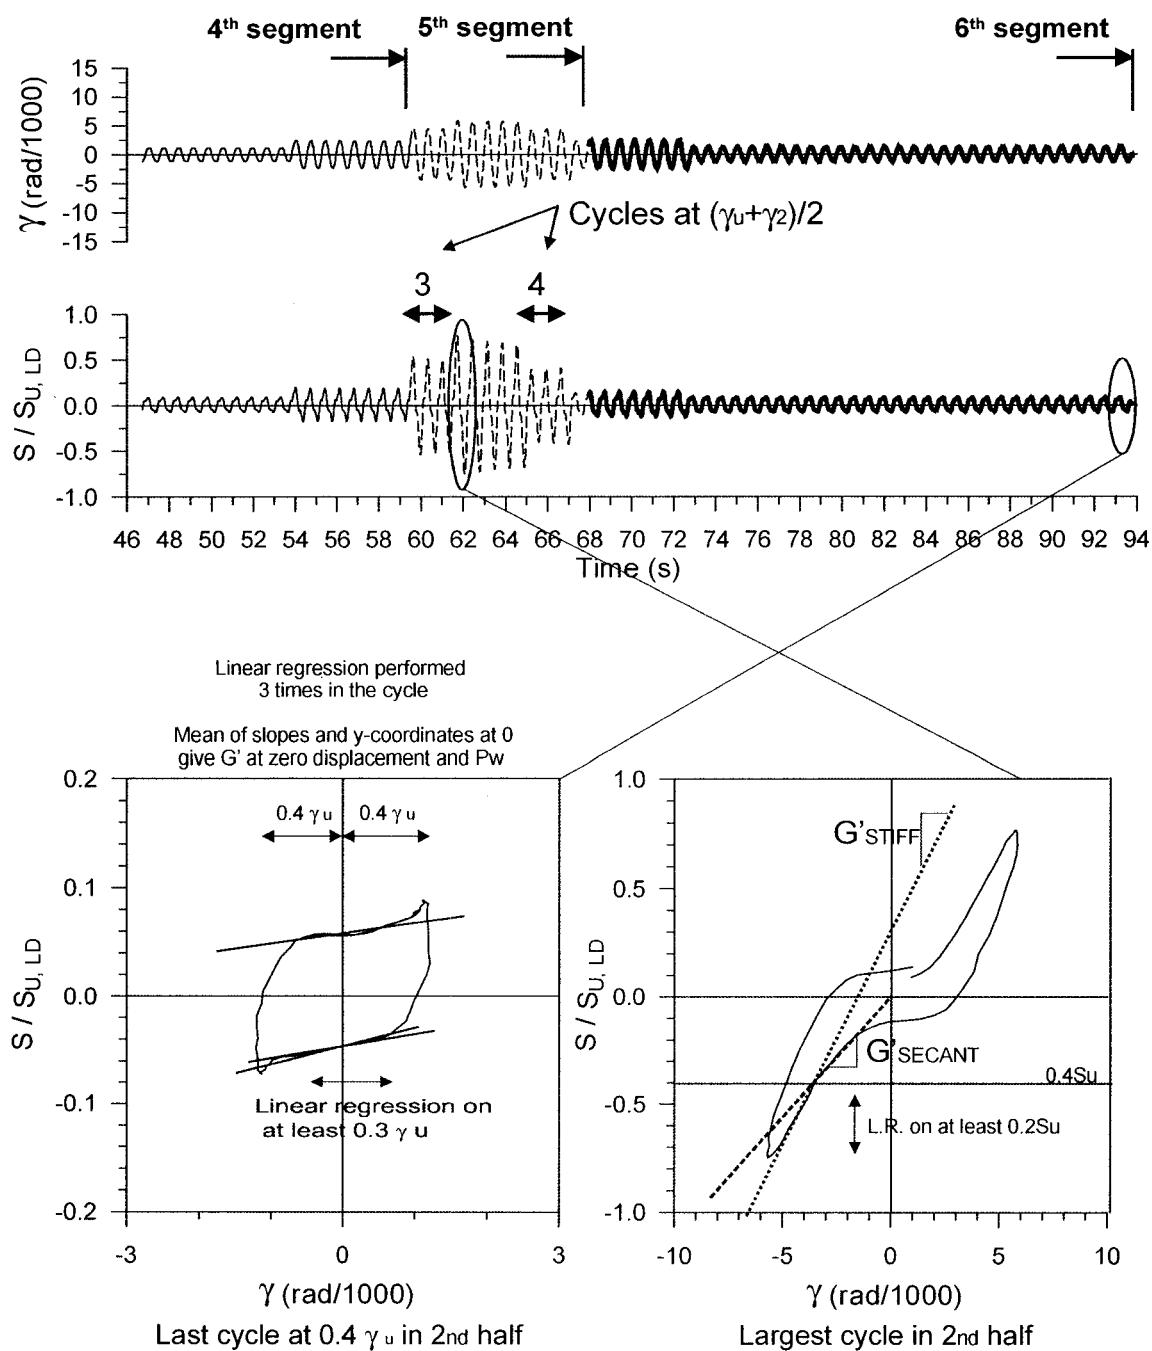 4th segment
5th segment
6th segment
15
10
5
0
-5
-10
-15
γ (rad/1000)
Cycles at (γu+γ2)/2
3
4
1.0
0.5
0.0
-0.5
-1.0
S / SU, LD
46 48 50 52 54 56 58 60 62 64 66 68 70 72 74 76 78 80 82 84 86 88 90 92 94
Time (s)
Linear regression performed
3 times in the cycle
Mean of slopes and y-coordinates at 0
give G' at zero displacement and Pw
0.2
0.1
0.0
-0.1
-0.2
S / SU, LD
0.4 γ u
0.4 γ u
Linear regression on
at least 0.3 γ u
-3
0
3
γ (rad/1000)
Last cycle at 0.4 γ u in 2nd half
1.0
0.5
0.0
-0.5
-1.0
S / SU, LD
G'STIFF
G'SECANT
0.4Su
L.R. on at least 0.2Su
-10
-5
0
5
10
γ (rad/1000)
Largest cycle in 2nd half